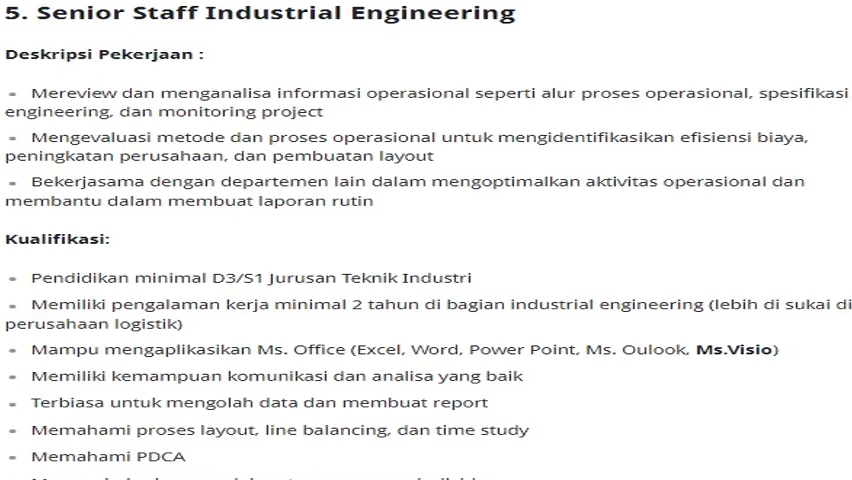 5. Senior Staff Industrial Engineering
Deskripsi Pekerjaan :
• Mereview dan menganalisa informasi operasional seperti alur proses operasional, spesifikasi
engineering, dan monitoring project
• Mengevaluasi metode dan proses operasional untuk mengidentifikasikan efisiensi biaya,
peningkatan perusahaan, dan pembuatan layout
• Bekerjasama dengan departemen lain dalam mengoptimalkan aktivitas operasional dan
membantu dalam membuat laporan rutin
Kualifikasi:
• Pendidikan minimal D3/S1 Jurusan Teknik Industri
• Memiliki pengalaman kerja minimal 2 tahun di bagian industrial engineering (lebih di sukai di
perusahaan logistik)
• Mampu mengaplikasikan Ms. Office (Excel, Word, Power Point, Ms. Oulook, Ms.Visio)
• Memiliki kemampuan komunikasi dan analisa yang baik
• Terbiasa untuk mengolah data dan membuat report
• Memahami proses layout, line balancing, dan time study
• Memahami PDCA